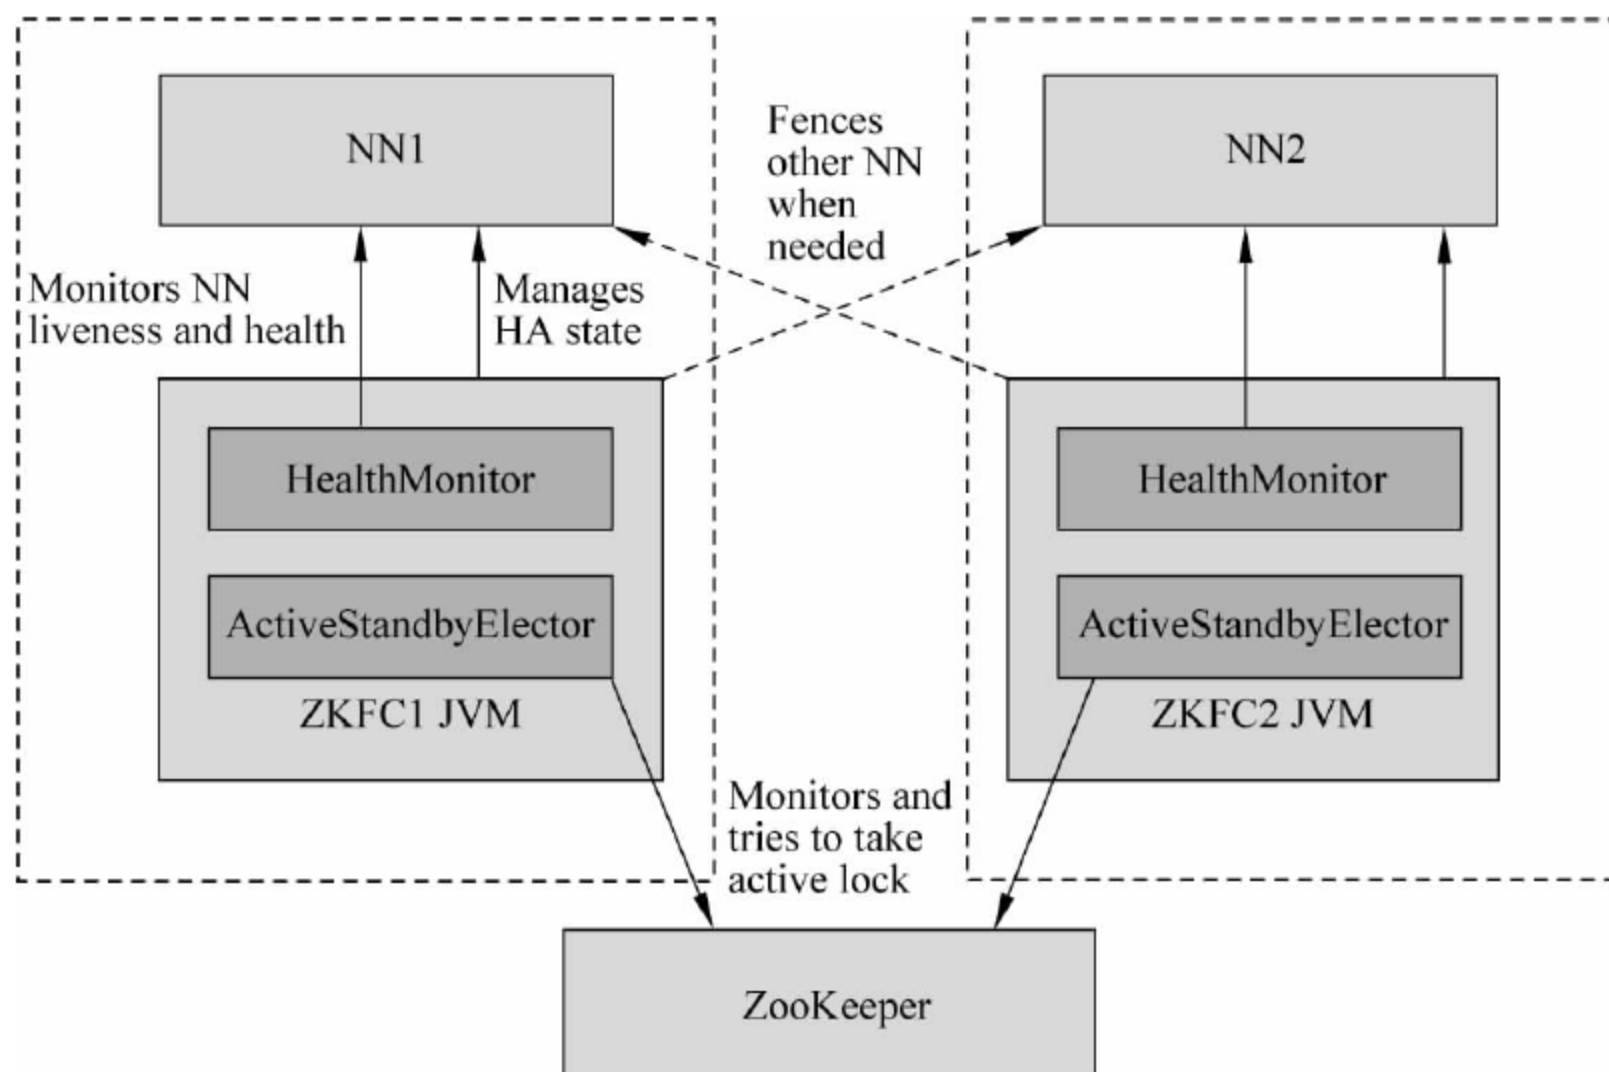 NN1
Fences
other NN
when
needed
NN2
Monitors NN
liveness and health
Manages
HA state
HealthMonitor
HealthMonitor
ActiveStandbyElector
ActiveStandbyElector
ZKFC1 JVM
ZKFC2 JVM
Monitors and
tries to take
active lock
ZooKeeper